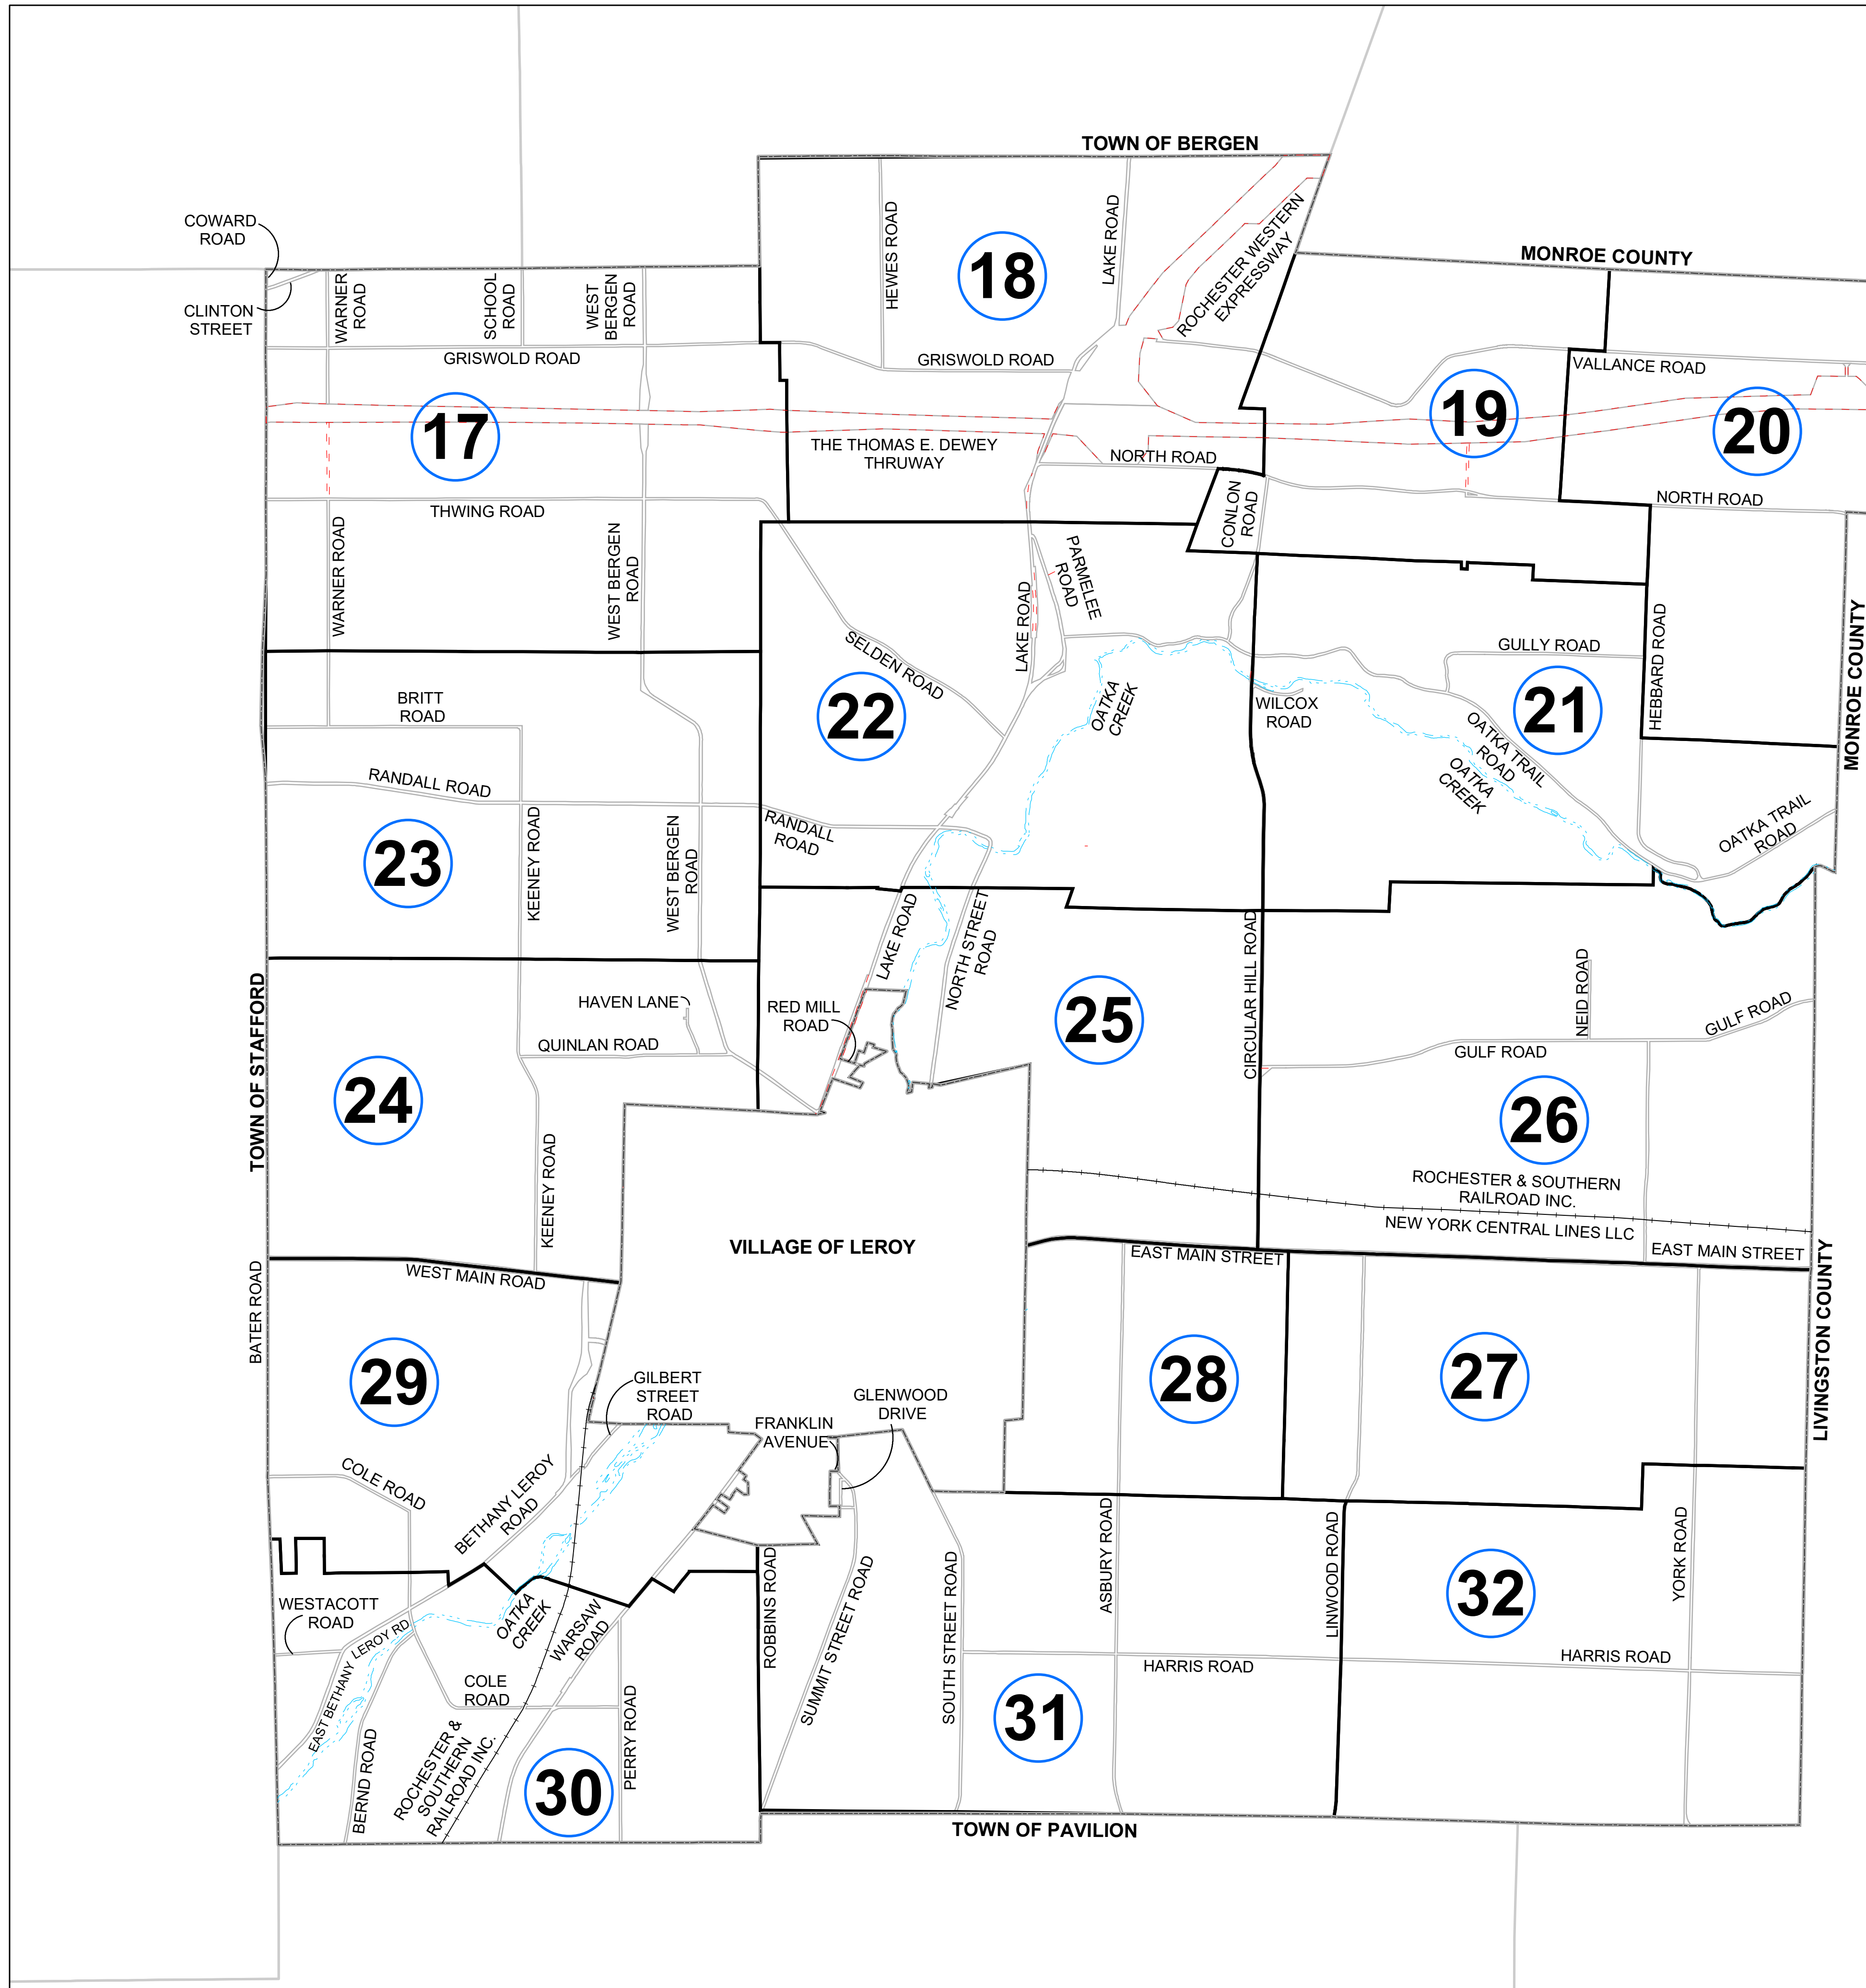 TOWN OF BERGEN
COWARD
ROAD
CLINTON
STREET
WARNER
ROAD
SCHOOL
ROAD
WEST
BERGEN
ROAD
HEWES ROAD
18
LAKE ROAD
ROCHESTER WESTERN
EXPRESSWAY
MONROE COUNTY
GRISWOLD ROAD
GRISWOLD ROAD
VALLANCE ROAD
17
THE THOMAS E. DEWEY
THRUWAY
19
20
NORTH ROAD
NORTH ROAD
THWING ROAD
CONLON
ROAD
WARNER ROAD
WEST BERGEN
ROAD
PARMELEE
ROAD
LAKE ROAD
SELDEN ROAD
GULLY ROAD
HEBBARD ROAD
MONROE COUNTY
BRITT
ROAD
22
OATKA
CREEK
WILCOX
ROAD
21
OATKA TRAIL
ROAD
OATKA
CREEK
RANDALL ROAD
RANDALL
ROAD
OATKA TRAIL
ROAD
23
KEENEY ROAD
WEST BERGEN
ROAD
LAKE ROAD
NORTH STREET
ROAD
CIRCULAR HILL ROAD
NEID ROAD
TOWN OF STAFFORD
HAVEN LANE
RED MILL
ROAD
25
GULF ROAD
QUINLAN ROAD
GULF ROAD
24
26
KEENEY ROAD
ROCHESTER & SOUTHERN
RAILROAD INC.
NEW YORK CENTRAL LINES LLC
VILLAGE OF LEROY
EAST MAIN STREET
EAST MAIN STREET
BATER ROAD
WEST MAIN ROAD
LIVINGSTON COUNTY
29
GILBERT
STREET
ROAD
GLENWOOD
DRIVE
FRANKLIN
AVENUE
28
27
COLE ROAD
BETHANY LEROY
ROAD
ASBURY ROAD
LINWOOD ROAD
YORK ROAD
WESTACOTT
ROAD
EAST BETHANY LEROY RD
OATKA
CREEK
WARSAW
ROAD
ROBBINS ROAD
SUMMIT STREET ROAD
SOUTH STREET ROAD
32
HARRIS ROAD
HARRIS ROAD
COLE
ROAD
31
BERND ROAD
ROCHESTER &
SOUTHERN
RAILROAD INC.
30
PERRY ROAD
TOWN OF PAVILION